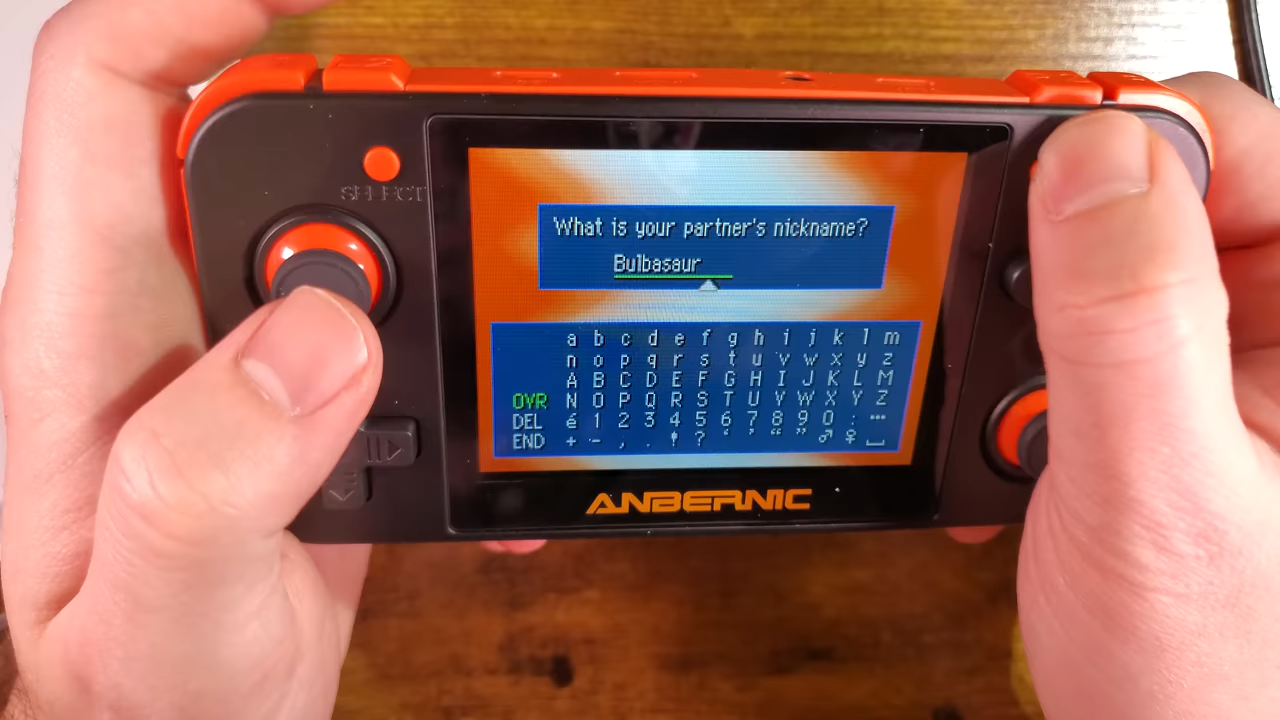 SELECT
What is your partner's nickname?
Bulbasaur
a b c d e f g h i j k l m
n o p q r s t u v w x y z
A B C D E F G H I J K L M
OVR N O P Q R S T U V W X Y Z
DEL é 1 2 3 4 5 6 7 8 9 0 : …
END + - , . ! ? ‘ ’ “ ” ♂ ♀ ⎵
ANBERNIC